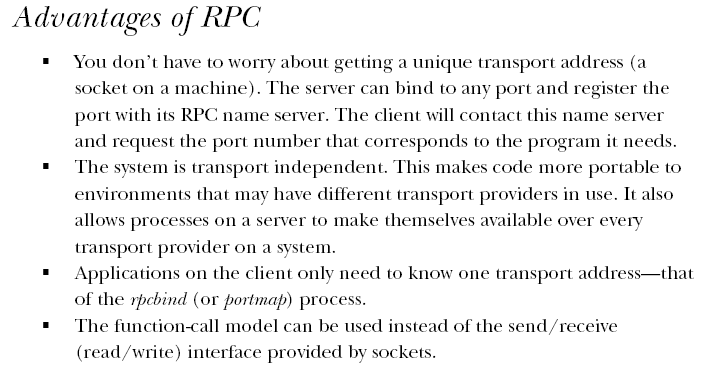 Advantages of RPC
▪ You don't have to worry about getting a unique transport address (a
socket on a machine). The server can bind to any port and register the
port with its RPC name server. The client will contact this name server
and request the port number that corresponds to the program it needs.
▪ The system is transport independent. This makes code more portable to
environments that may have different transport providers in use. It also
allows processes on a server to make themselves available over every
transport provider on a system.
▪ Applications on the client only need to know one transport address—that
of the rpcbind (or portmap) process.
▪ The function-call model can be used instead of the send/receive
(read/write) interface provided by sockets.